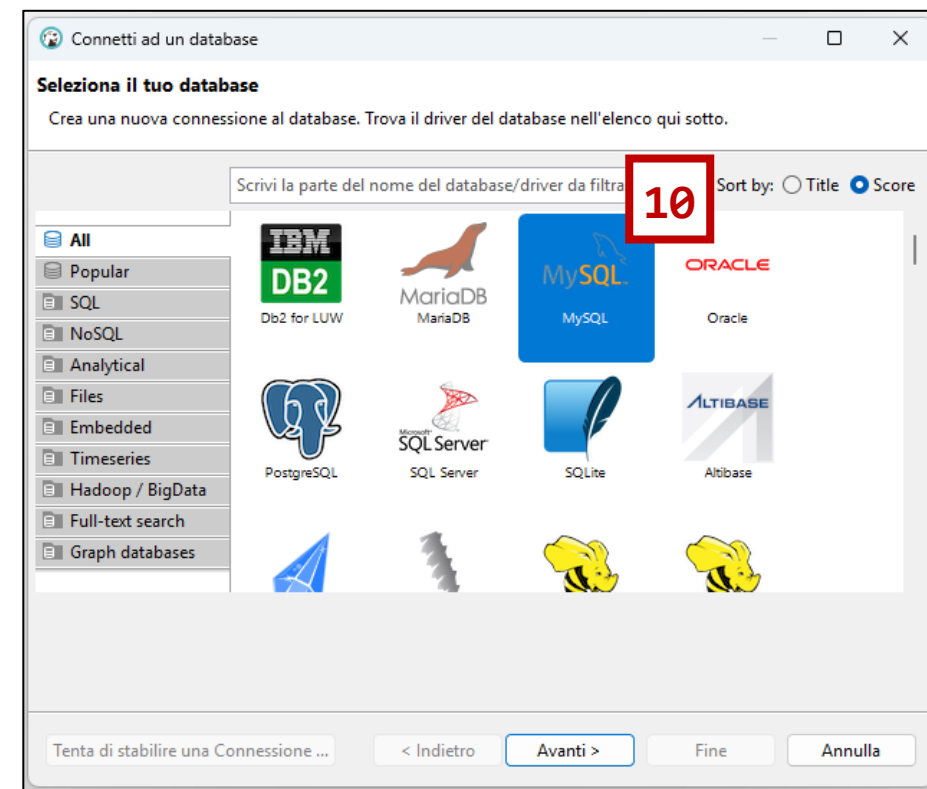 Connetti ad un database
Seleziona il tuo database
Crea una nuova connessione al database. Trova il driver del database nell'elenco qui sotto.
Scrivi la parte del nome del database/driver da filtra
10
Sort by: Title Score
All
Popular
SQL
NoSQL
Analytical
Files
Embedded
Timeseries
Hadoop / BigData
Full-text search
Graph databases
IBM
DB2
MariaDB
MySQL
ORACLE
Db2 for LUW
MariaDB
MySQL
Oracle
Microsoft
SQL Server
ALTIBASE
PostgreSQL
SQL Server
SQLite
Altibase
Tenta di stabilire una Connessione ...
< Indietro
Avanti >
Fine
Annulla